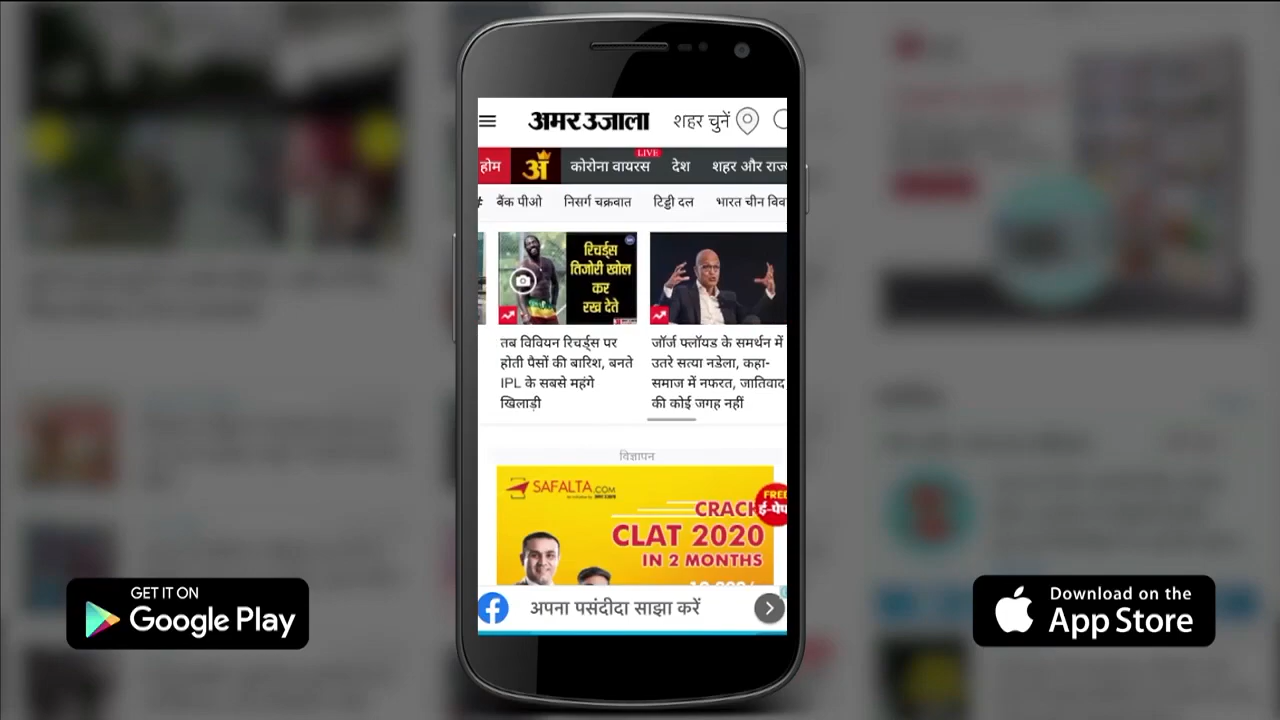 अमर उजाला
शहर चुनें
होम
अ
कोरोना वायरस
LIVE
देश
शहर और राज्
#
बैंक पीओ
निसर्ग चक्रवात
टिड्डी दल
भारत चीन विवा
रिचर्ड्स
तिजोरी खोल
कर
रख देते
तब विवियन रिचर्ड्स पर
होती पैसों की बारिश, बनते
IPL के सबसे महंगे
खिलाड़ी
जॉर्ज फ्लॉयड के समर्थन में
उतरे सत्या नडेला, कहा-
समाज में नफरत, जातिवाद
की कोई जगह नहीं
विज्ञापन
SAFALTA.COM
CRACK
CLAT 2020
IN 2 MONTHS
FREE
ई-पेप
अपना पसंदीदा साझा करें
GET IT ON
Google Play
Download on the
App Store